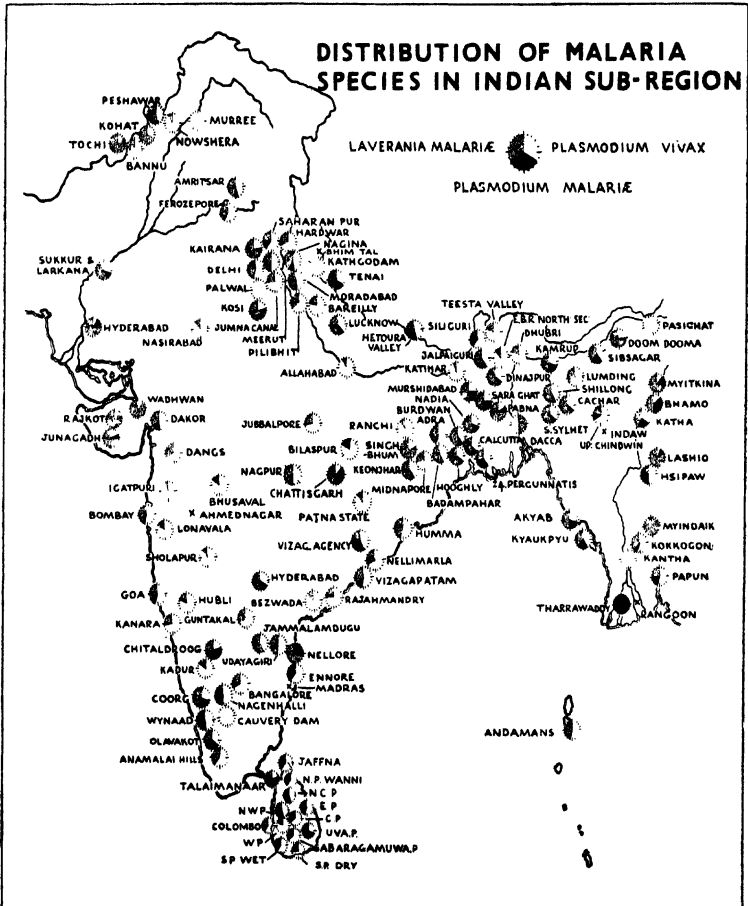 DISTRIBUTION OF MALARIA
SPECIES IN INDIAN SUB-REGION
LAVERANIA MALARIÆ
PLASMODIUM VIVAX
PLASMODIUM MALARIÆ
PESHAWAR
MURREE
KOHAT
TOCHI
NOWSHERA
BANNU
AMRITSAR
FEROZEPORE
SAHARAN PUR
HARDWAR
KAIRANA
NAGINA
BHIM TAL
SUKKUR &
LARKANA
KATHGODAM
DELHI
TENAI
PALWAL
MORADABAD
BAREILLY
KOSI
LUCKNOW
HYDERABAD
JUMNA CANAL
NASIRABAD
MEERUT
PILIBHIT
HETOURA
VALLEY
ALLAHABAD
TEESTA VALLEY
E.B.R NORTH SEC
DHUBRI
PASIGHAT
SILIGURI
DOOM DOOMA
JALPAIGURI
KAMRUP
SIBSAGAR
KATIHAR
DINAJPUR
LUMDING
SHILLONG
MYITKINA
MURSHIDABAD
SARA GHAT
CACHAR
NADIA
PABNA
BHAMO
BURDWAN
ADRA
S.SYLHET
INDAW
KATHA
UP. CHINDWIN
WADHWAN
RAJKOT
DAKOR
JUNAGADH
JUBBALPORE
RANCHI
CALCUTTA
DACCA
DANGS
BILASPUR
SINGH
-BHUM
LASHIO
NAGPUR
KEONJHAR
HSIPAW
IGATPURI
BHUSAVAL
CHATTISGARH
MIDNAPORE
HOOGHLY
24 PERGUNNATIS
BADAMPAHAR
BOMBAY
AHMEDNAGAR
PATNA STATE
LONAVALA
HUMMA
AKYAB
MYINDAIK
KYAUKPYU
KOKKOGON
VIZAG. AGENCY
SHOLAPUR
NELLIMARLA
KANTHA
HYDERABAD
VIZAGAPATAM
PAPUN
GOA
HUBLI
BEZWADA
RAJAHMANDRY
THARRAWADDY
RANGOON
KANARA
GUNTAKAL
JAMMALAMDUGU
CHITALDROOG
UDAYAGIRI
NELLORE
KADUR
ENNORE
MADRAS
COORG
BANGALORE
NAGENHALLI
WYNAAD
CAUVERY DAM
ANDAMANS
OLAVAKOT
ANAMALAI HILLS
JAFFNA
TALAIMANAAR
N.P. WANNI
N C P
NWP
E P
C P
COLOMBO
UVA.P.
WP
SABARAGAMUWA.P
S.P WET
S.P. DRY